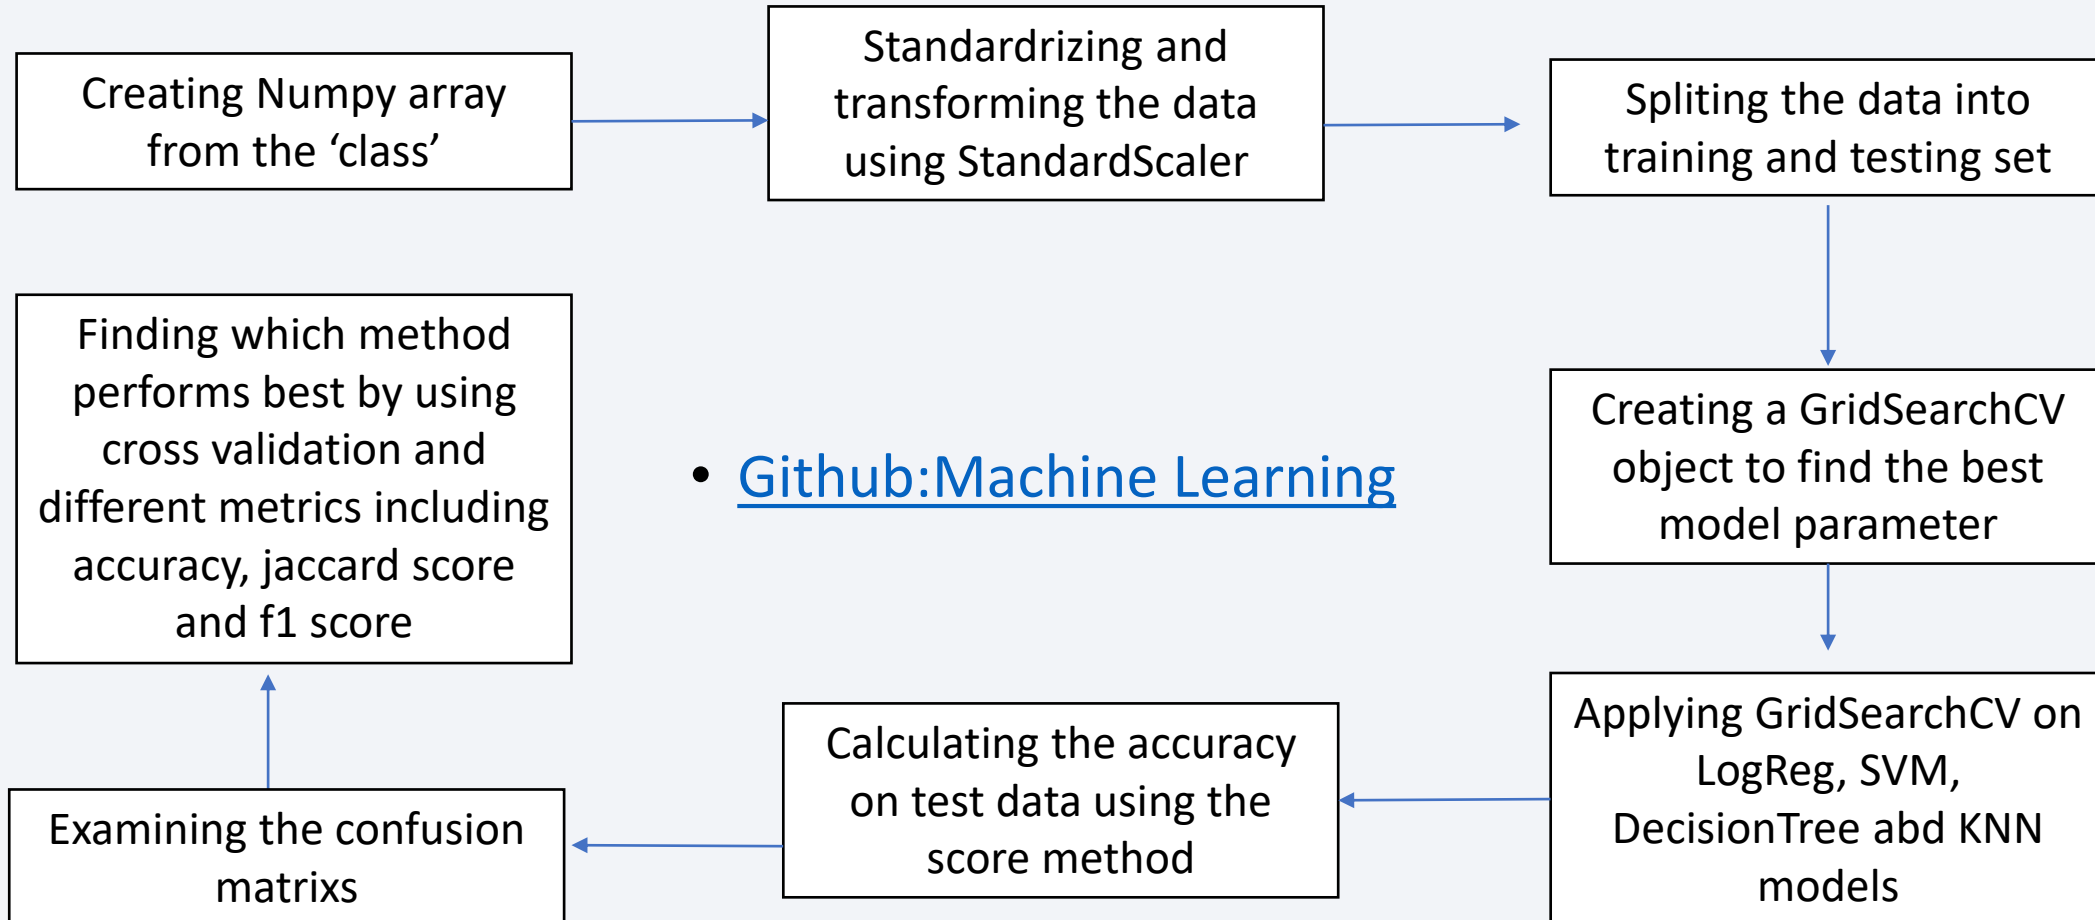 Creating Numpy array
from the ‘class’
Standardrizing and
transforming the data
using StandardScaler
Spliting the data into
training and testing set
Creating a GridSearchCV
object to find the best
model parameter
Applying GridSearchCV on
LogReg, SVM,
DecisionTree abd KNN
models
Calculating the accuracy
on test data using the
score method
Examining the confusion
matrixs
Finding which method
performs best by using
cross validation and
different metrics including
accuracy, jaccard score
and f1 score
• Github:Machine Learning